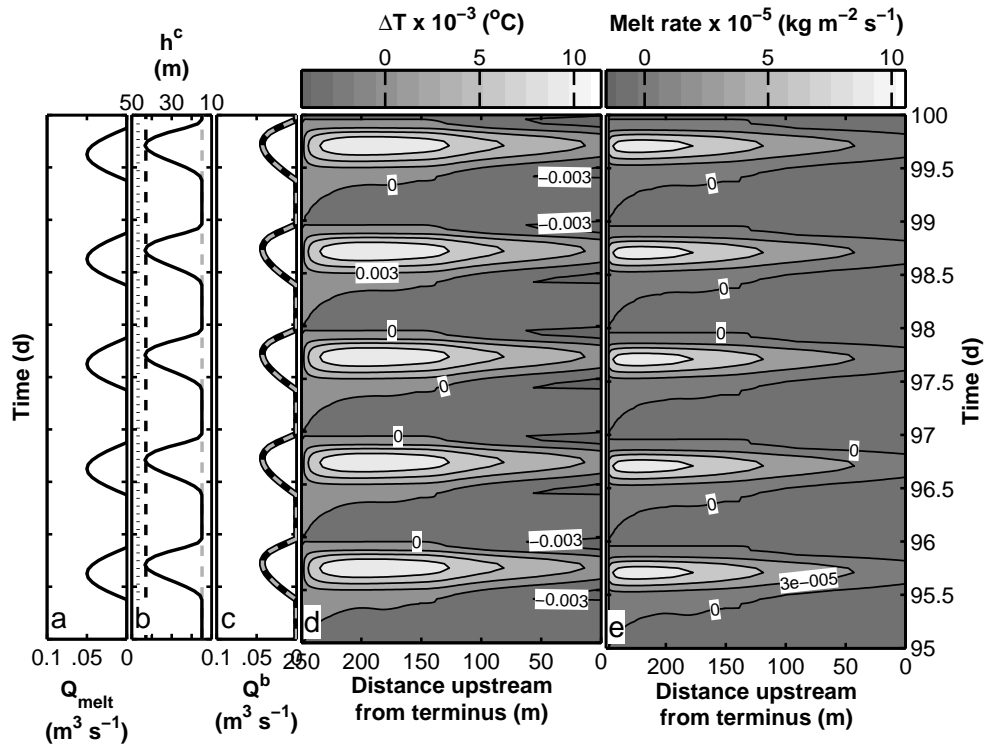 h^c
(m)
50 30 10
ΔT x 10^−3 (°C)
0 5 10
Melt rate x 10^−5 (kg m^−2 s^−1)
0 5 10
Time (d)
a
b
c
d
e
0
−0.003
−0.003
0.003
0
0
0
0
−0.003
−0.003
0
0
0
0
0
3e−005
0
100
99.5
99
98.5
98
97.5
97
96.5
96
95.5
95
Time (d)
0.1 .05 0
0.1 .05 0
250 200 150 100 50 0
200 150 100 50 0
Q_melt
(m^3 s^−1)
Q^b
(m^3 s^−1)
Distance upstream
from terminus (m)
Distance upstream
from terminus (m)